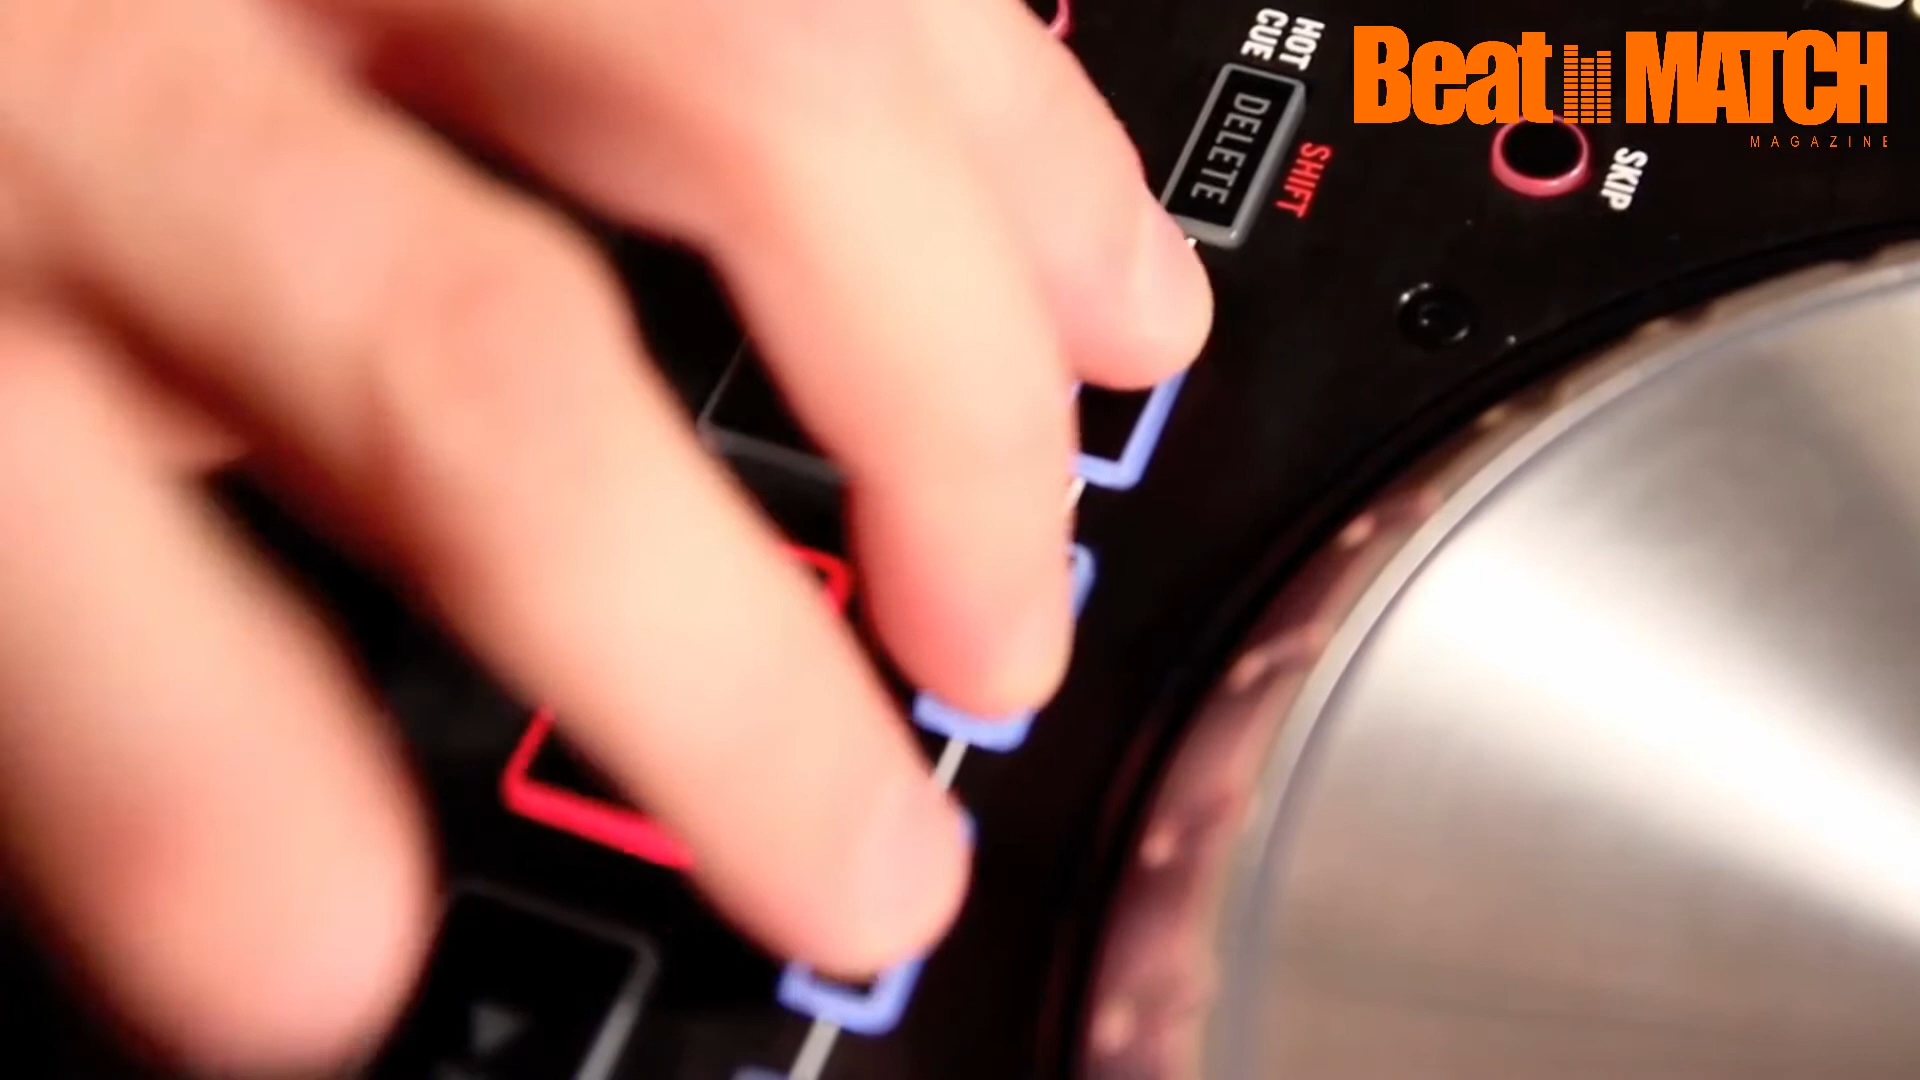 Beat MATCH
MAGAZINE
HOT
CUE
DELETE
SHIFT
SKIP